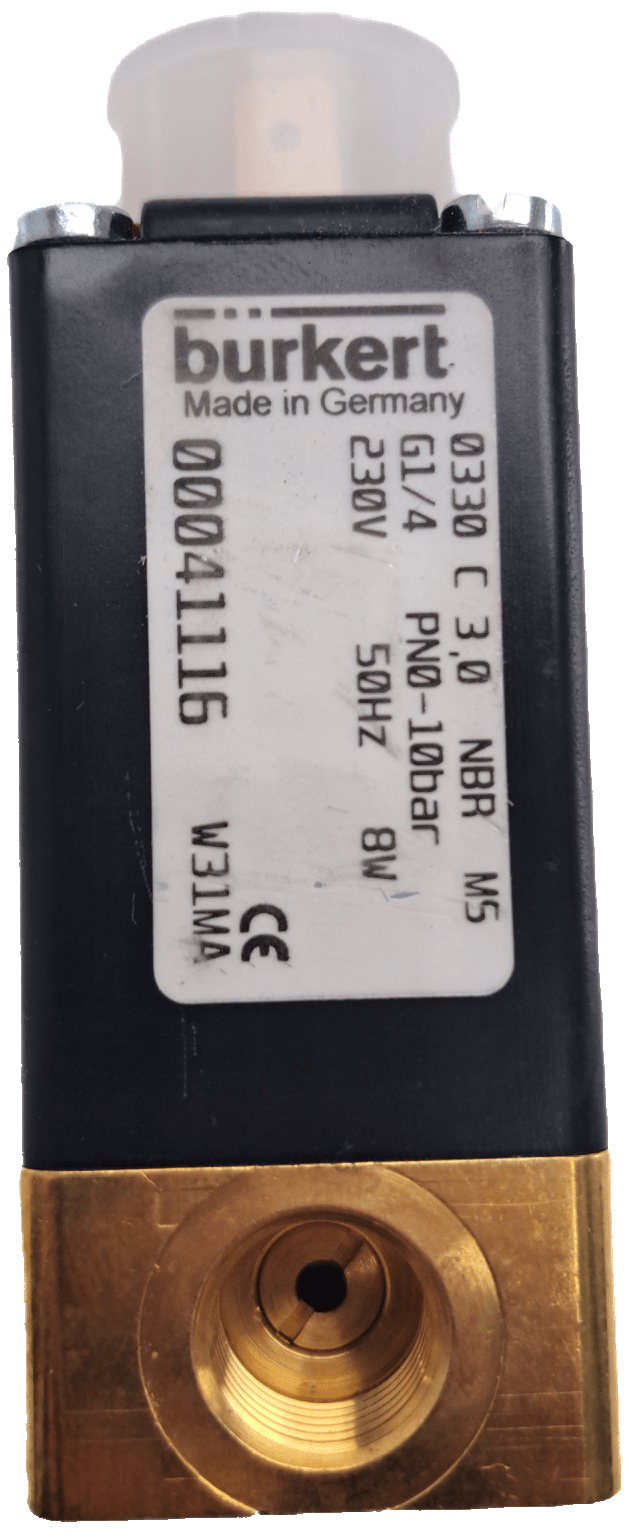 bürkert
Made in Germany
0330 C 3,0 NBR MS
G1/4 PN0-10bar
230V 50HZ 8W
CE
00041116 W31MA